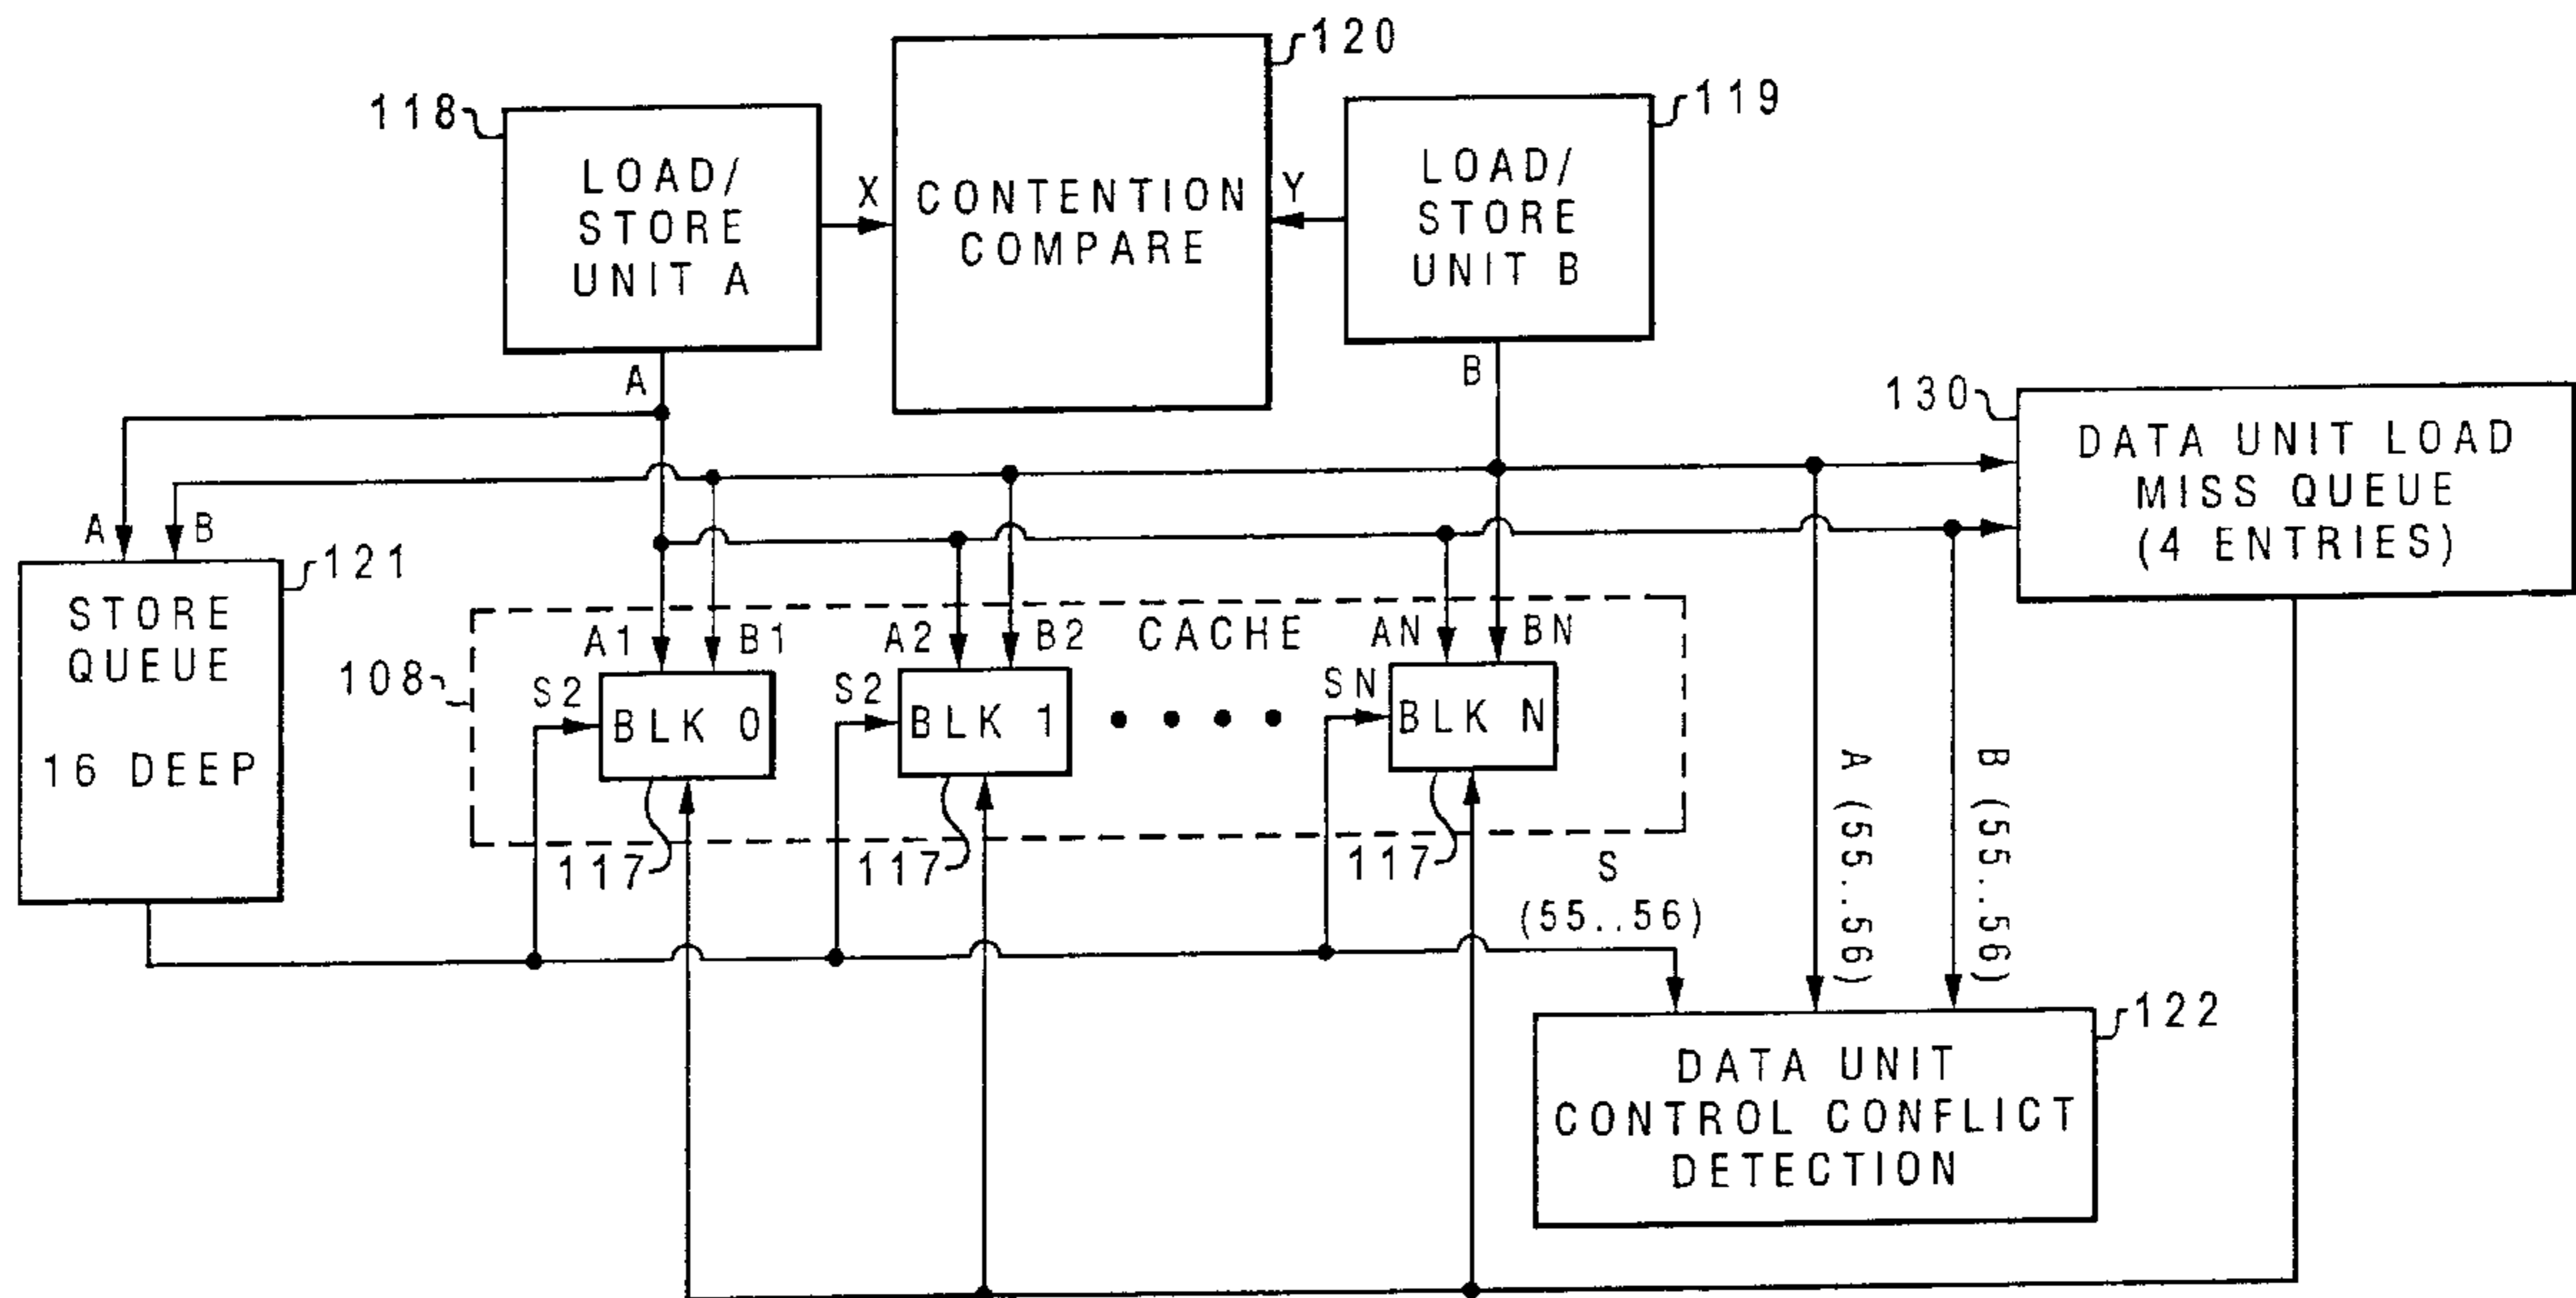 120
118
119
LOAD/
STORE
UNIT A
X
CONTENTION
COMPARE
Y
LOAD/
STORE
UNIT B
A
B
130
DATA UNIT LOAD
MISS QUEUE
(4 ENTRIES)
A
B
121
STORE
QUEUE
16 DEEP
108
CACHE
A1
B1
A2
B2
AN
BN
S2
BLK 0
S2
BLK 1
SN
BLK N
117
117
117
S
(55..56)
A (55..56)
B (55..56)
122
DATA UNIT
CONTROL CONFLICT
DETECTION